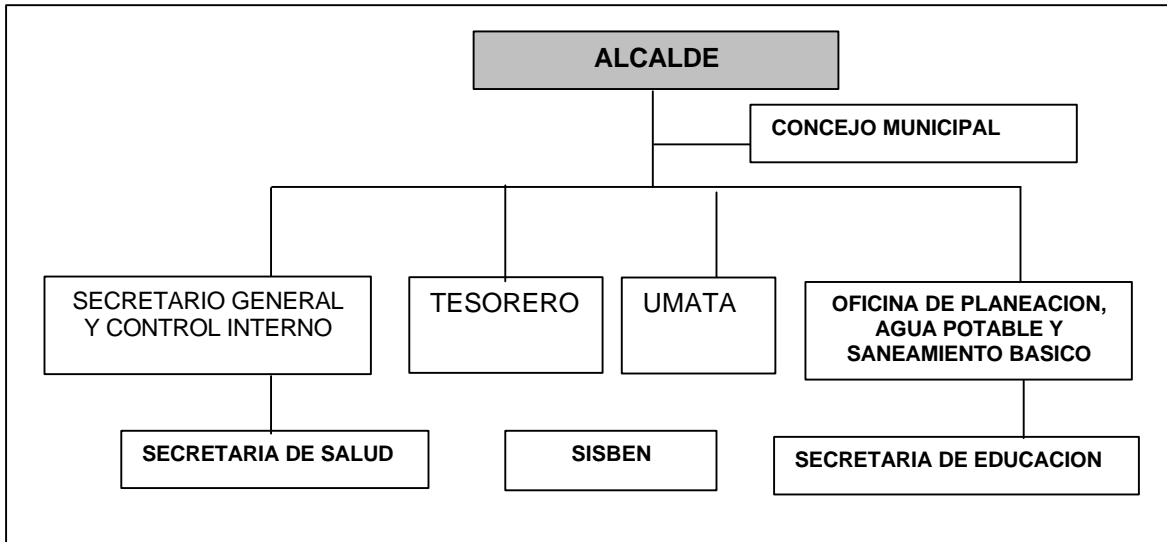 ALCALDE
CONCEJO MUNICIPAL
SECRETARIO GENERAL
Y CONTROL INTERNO
TESORERO
UMATA
OFICINA DE PLANEACION,
AGUA POTABLE Y
SANEAMIENTO BASICO
SECRETARIA DE SALUD
SISBEN
SECRETARIA DE EDUCACION